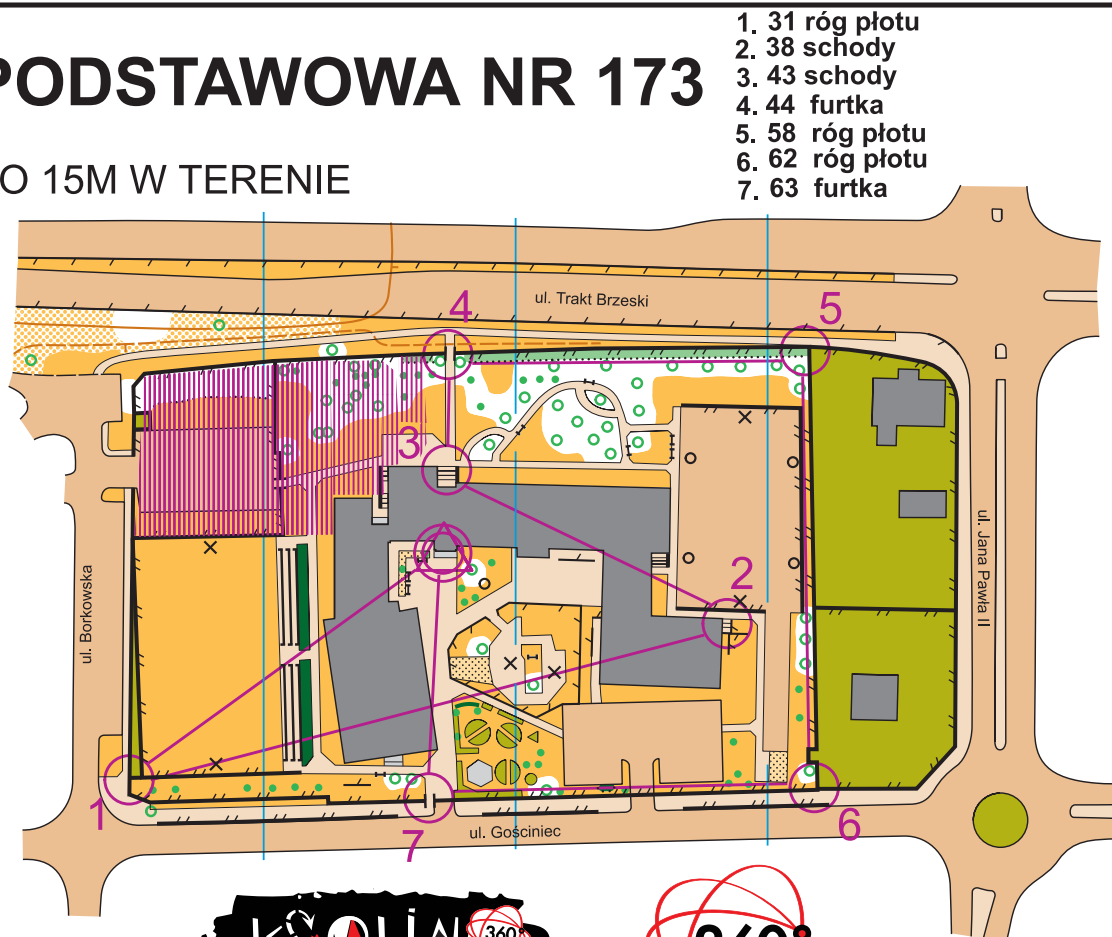 PODSTAWOWA NR 173
O 15M W TERENIE
1. 31 róg płotu
2. 38 schody
3. 43 schody
4. 44 furtka
5. 58 róg płotu
6. 62 róg płotu
7. 63 furtka
ul. Trakt Brzeski
4
5
3
2
ul. Borkowska
ul. Jana Pawła II
1
7
6
ul. Gościniec
360°
360°